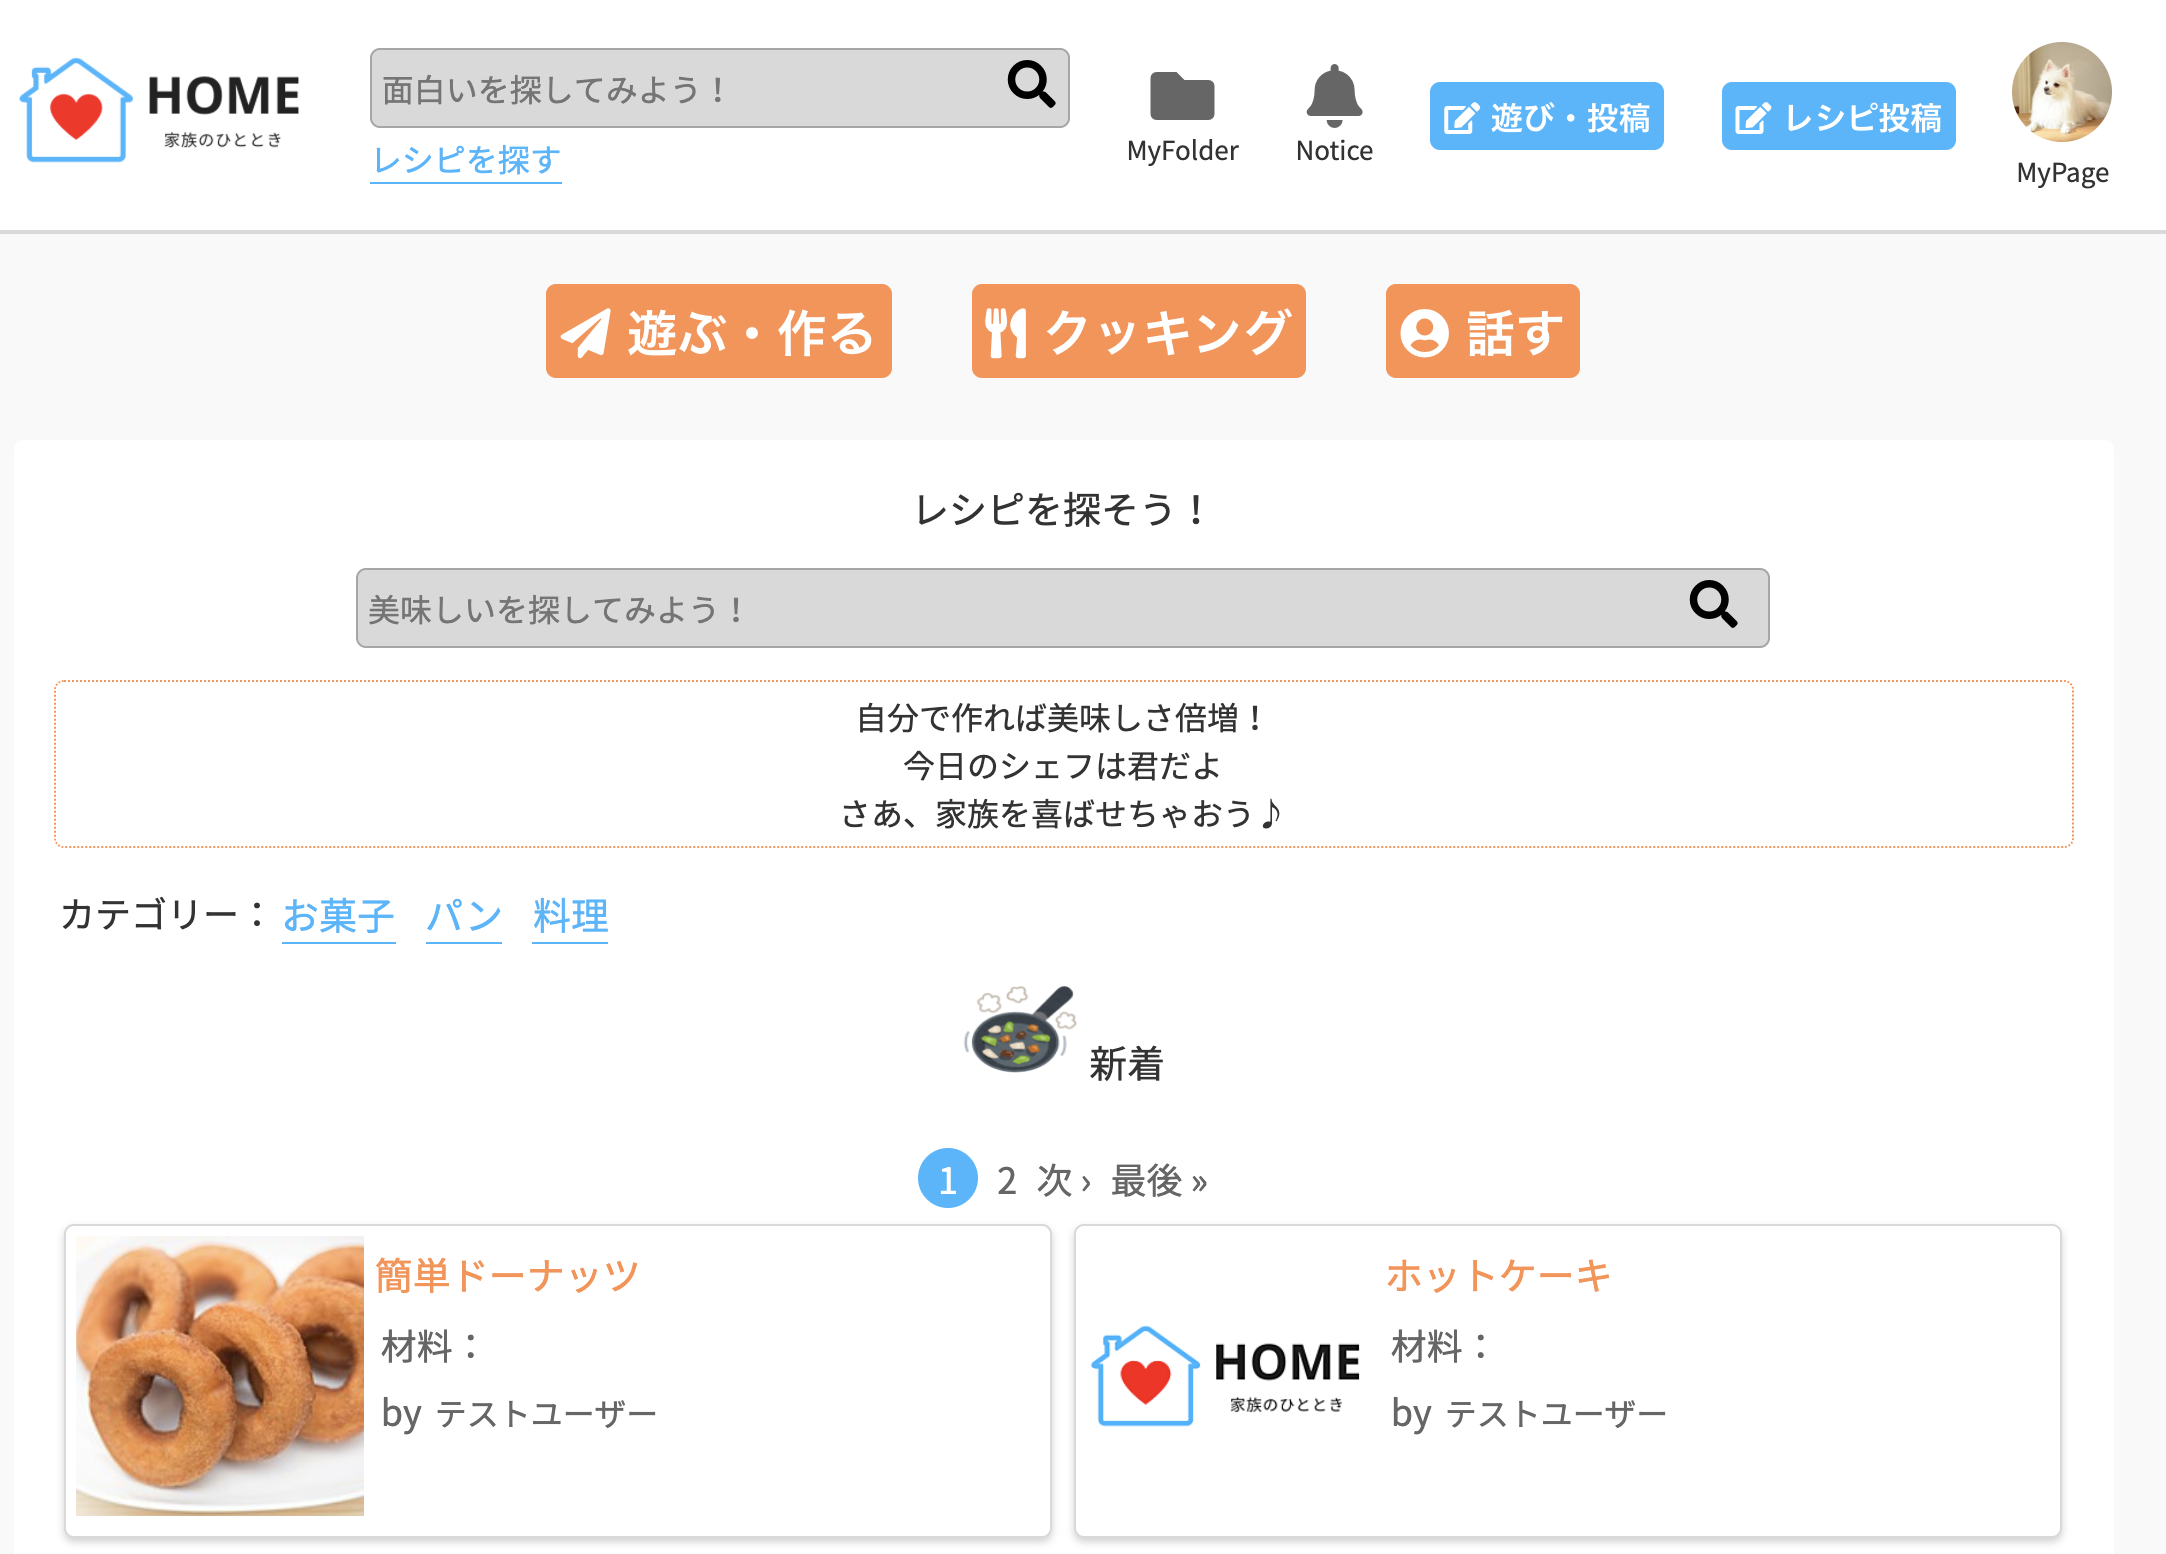 HOME
家族のひととき
面白いを探してみよう！
レシピを探す
MyFolder
Notice
遊び・投稿
レシピ投稿
MyPage
遊ぶ・作る
クッキング
話す
レシピを探そう！
美味しいを探してみよう！
自分で作れば美味しさ倍増！
今日のシェフは君だよ
さあ、家族を喜ばせちゃおう♪
カテゴリー： お菓子 パン 料理
新着
1 2 次 › 最後 »
簡単ドーナッツ
材料：
by テストユーザー
HOME
家族のひととき
ホットケーキ
材料：
by テストユーザー